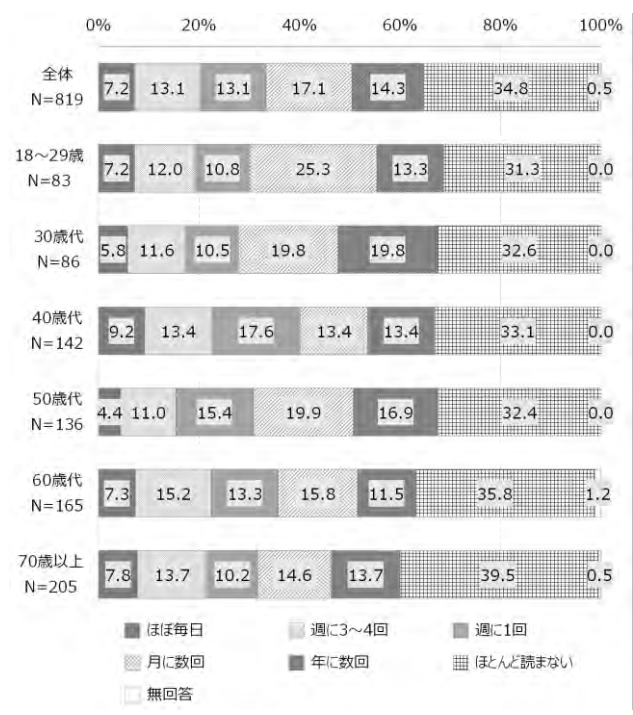 0% 20% 40% 60% 80% 100%
全体
N=819
7.2 13.1 13.1 17.1 14.3 34.8 0.5
18～29歳
N=83
7.2 12.0 10.8 25.3 13.3 31.3 0.0
30歳代
N=86
5.8 11.6 10.5 19.8 19.8 32.6 0.0
40歳代
N=142
9.2 13.4 17.6 13.4 13.4 33.1 0.0
50歳代
N=136
4.4 11.0 15.4 19.9 16.9 32.4 0.0
60歳代
N=165
7.3 15.2 13.3 15.8 11.5 35.8 1.2
70歳以上
N=205
7.8 13.7 10.2 14.6 13.7 39.5 0.5
ほぼ毎日 週に3～4回 週に1回
月に数回 年に数回 ほとんど読まない
無回答